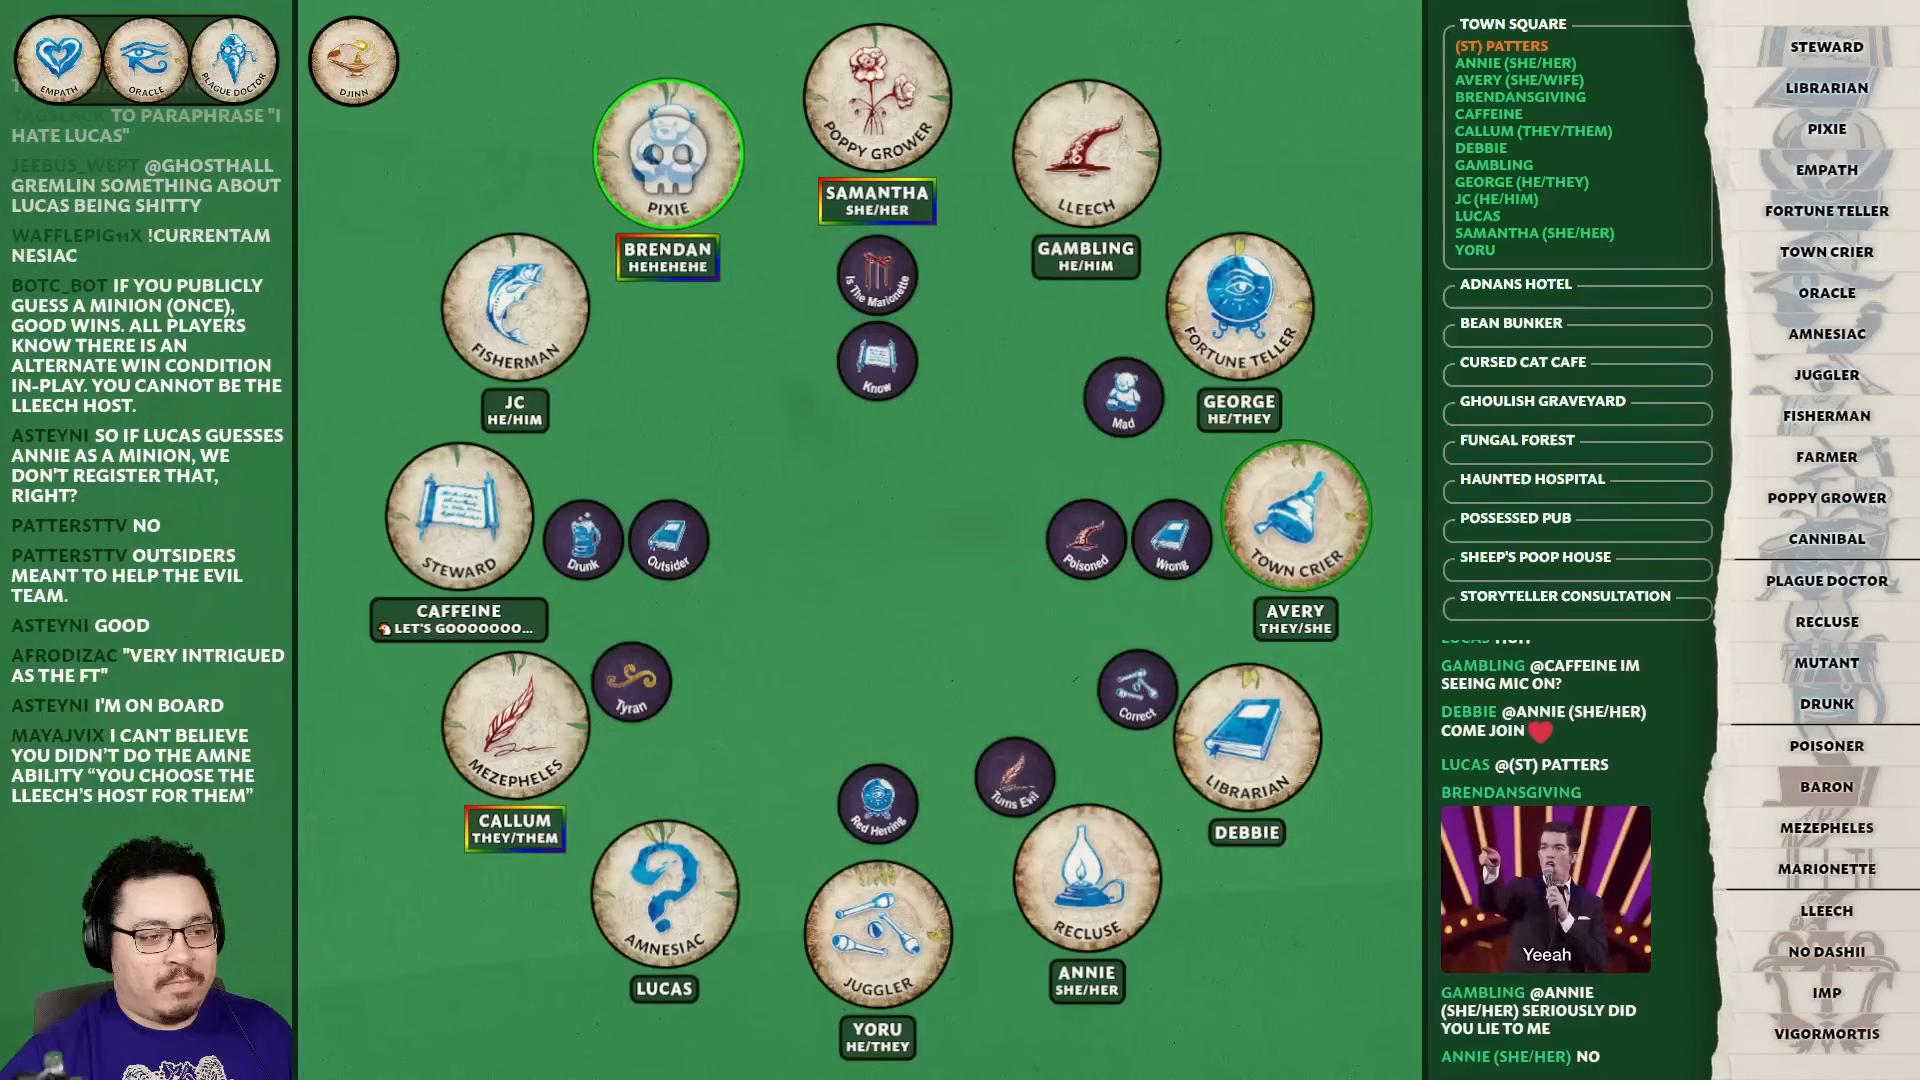 EMPATH
ORACLE
PLAGUE DOCTOR
DJINN
TAGSLACK TO PARAPHRASE "I
HATE LUCAS"
JEEBUS_WEPT @GHOSTHALL
GREMLIN SOMETHING ABOUT
LUCAS BEING SHITTY
WAFFLEPIG11X !CURRENTAM
NESIAC
BOTC_BOT IF YOU PUBLICLY
GUESS A MINION (ONCE),
GOOD WINS. ALL PLAYERS
KNOW THERE IS AN
ALTERNATE WIN CONDITION
IN-PLAY. YOU CANNOT BE THE
LLEECH HOST.
ASTEYNI SO IF LUCAS GUESSES
ANNIE AS A MINION, WE
DON'T REGISTER THAT,
RIGHT?
PATTERSTTV NO
PATTERSTTV OUTSIDERS
MEANT TO HELP THE EVIL
TEAM.
ASTEYNI GOOD
AFRODIZAC "VERY INTRIGUED
AS THE FT"
ASTEYNI I'M ON BOARD
MAYAJVIX I CANT BELIEVE
YOU DIDN'T DO THE AMNE
ABILITY "YOU CHOOSE THE
LLEECH'S HOST FOR THEM"
PIXIE
BRENDAN
HEHEHEHE
POPPY GROWER
SAMANTHA
SHE/HER
Is The Marionette
Know
LLEECH
GAMBLING
HE/HIM
FORTUNE TELLER
GEORGE
HE/THEY
Mad
FISHERMAN
JC
HE/HIM
STEWARD
CAFFEINE
LET'S GOOOOOOO...
Drunk
Outsider
Poisoned
Wrong
TOWN CRIER
AVERY
THEY/SHE
MEZEPHELES
CALLUM
THEY/THEM
Tyran
Correct
LIBRARIAN
DEBBIE
Turns Evil
Red Herring
AMNESIAC
LUCAS
JUGGLER
YORU
HE/THEY
RECLUSE
ANNIE
SHE/HER
TOWN SQUARE
(ST) PATTERS
ANNIE (SHE/HER)
AVERY (SHE/WIFE)
BRENDANSGIVING
CAFFEINE
CALLUM (THEY/THEM)
DEBBIE
GAMBLING
GEORGE (HE/THEY)
JC (HE/HIM)
LUCAS
SAMANTHA (SHE/HER)
YORU
ADNANS HOTEL
BEAN BUNKER
CURSED CAT CAFE
GHOULISH GRAVEYARD
FUNGAL FOREST
HAUNTED HOSPITAL
POSSESSED PUB
SHEEP'S POOP HOUSE
STORYTELLER CONSULTATION
GAMBLING @CAFFEINE IM
SEEING MIC ON?
DEBBIE @ANNIE (SHE/HER)
COME JOIN
LUCAS @(ST) PATTERS
BRENDANSGIVING
Yeeah
GAMBLING @ANNIE
(SHE/HER) SERIOUSLY DID
YOU LIE TO ME
ANNIE (SHE/HER) NO
STEWARD
LIBRARIAN
PIXIE
EMPATH
FORTUNE TELLER
TOWN CRIER
ORACLE
AMNESIAC
JUGGLER
FISHERMAN
FARMER
POPPY GROWER
CANNIBAL
PLAGUE DOCTOR
RECLUSE
MUTANT
DRUNK
POISONER
BARON
MEZEPHELES
MARIONETTE
LLEECH
NO DASHII
IMP
VIGORMORTIS